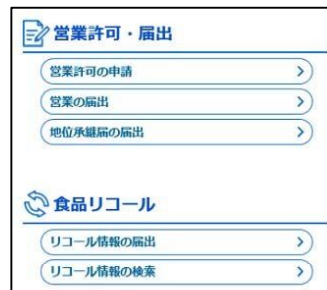 営業許可・届出
営業許可の申請
営業の届出
地位承継届の届出
食品リコール
リコール情報の届出
リコール情報の検索